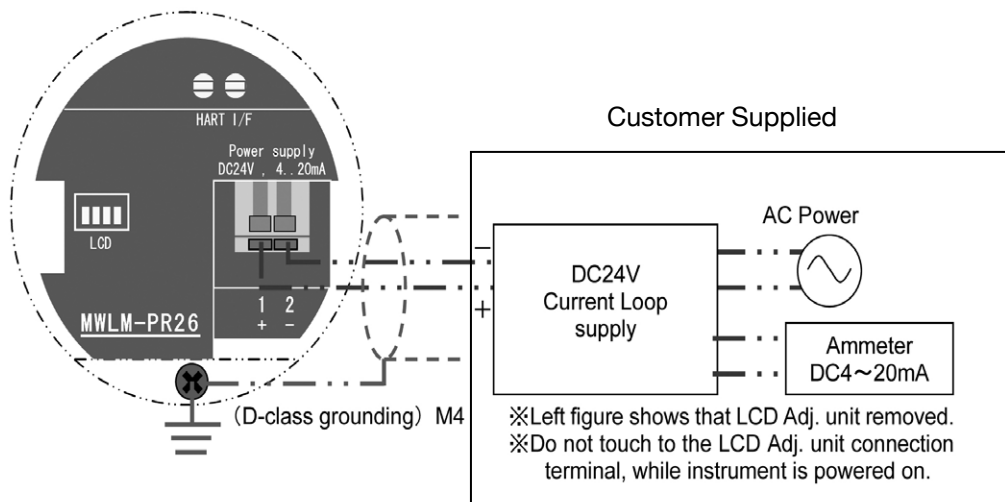 HART I/F
Power supply
DC24V , 4..20mA
LCD
1 2
+ −
MWLM-PR26
(D-class grounding) M4
Customer Supplied
−
+
DC24V
Current Loop
supply
AC Power
Ammeter
DC4～20mA
※Left figure shows that LCD Adj. unit removed.
※Do not touch to the LCD Adj. unit connection
terminal, while instrument is powered on.